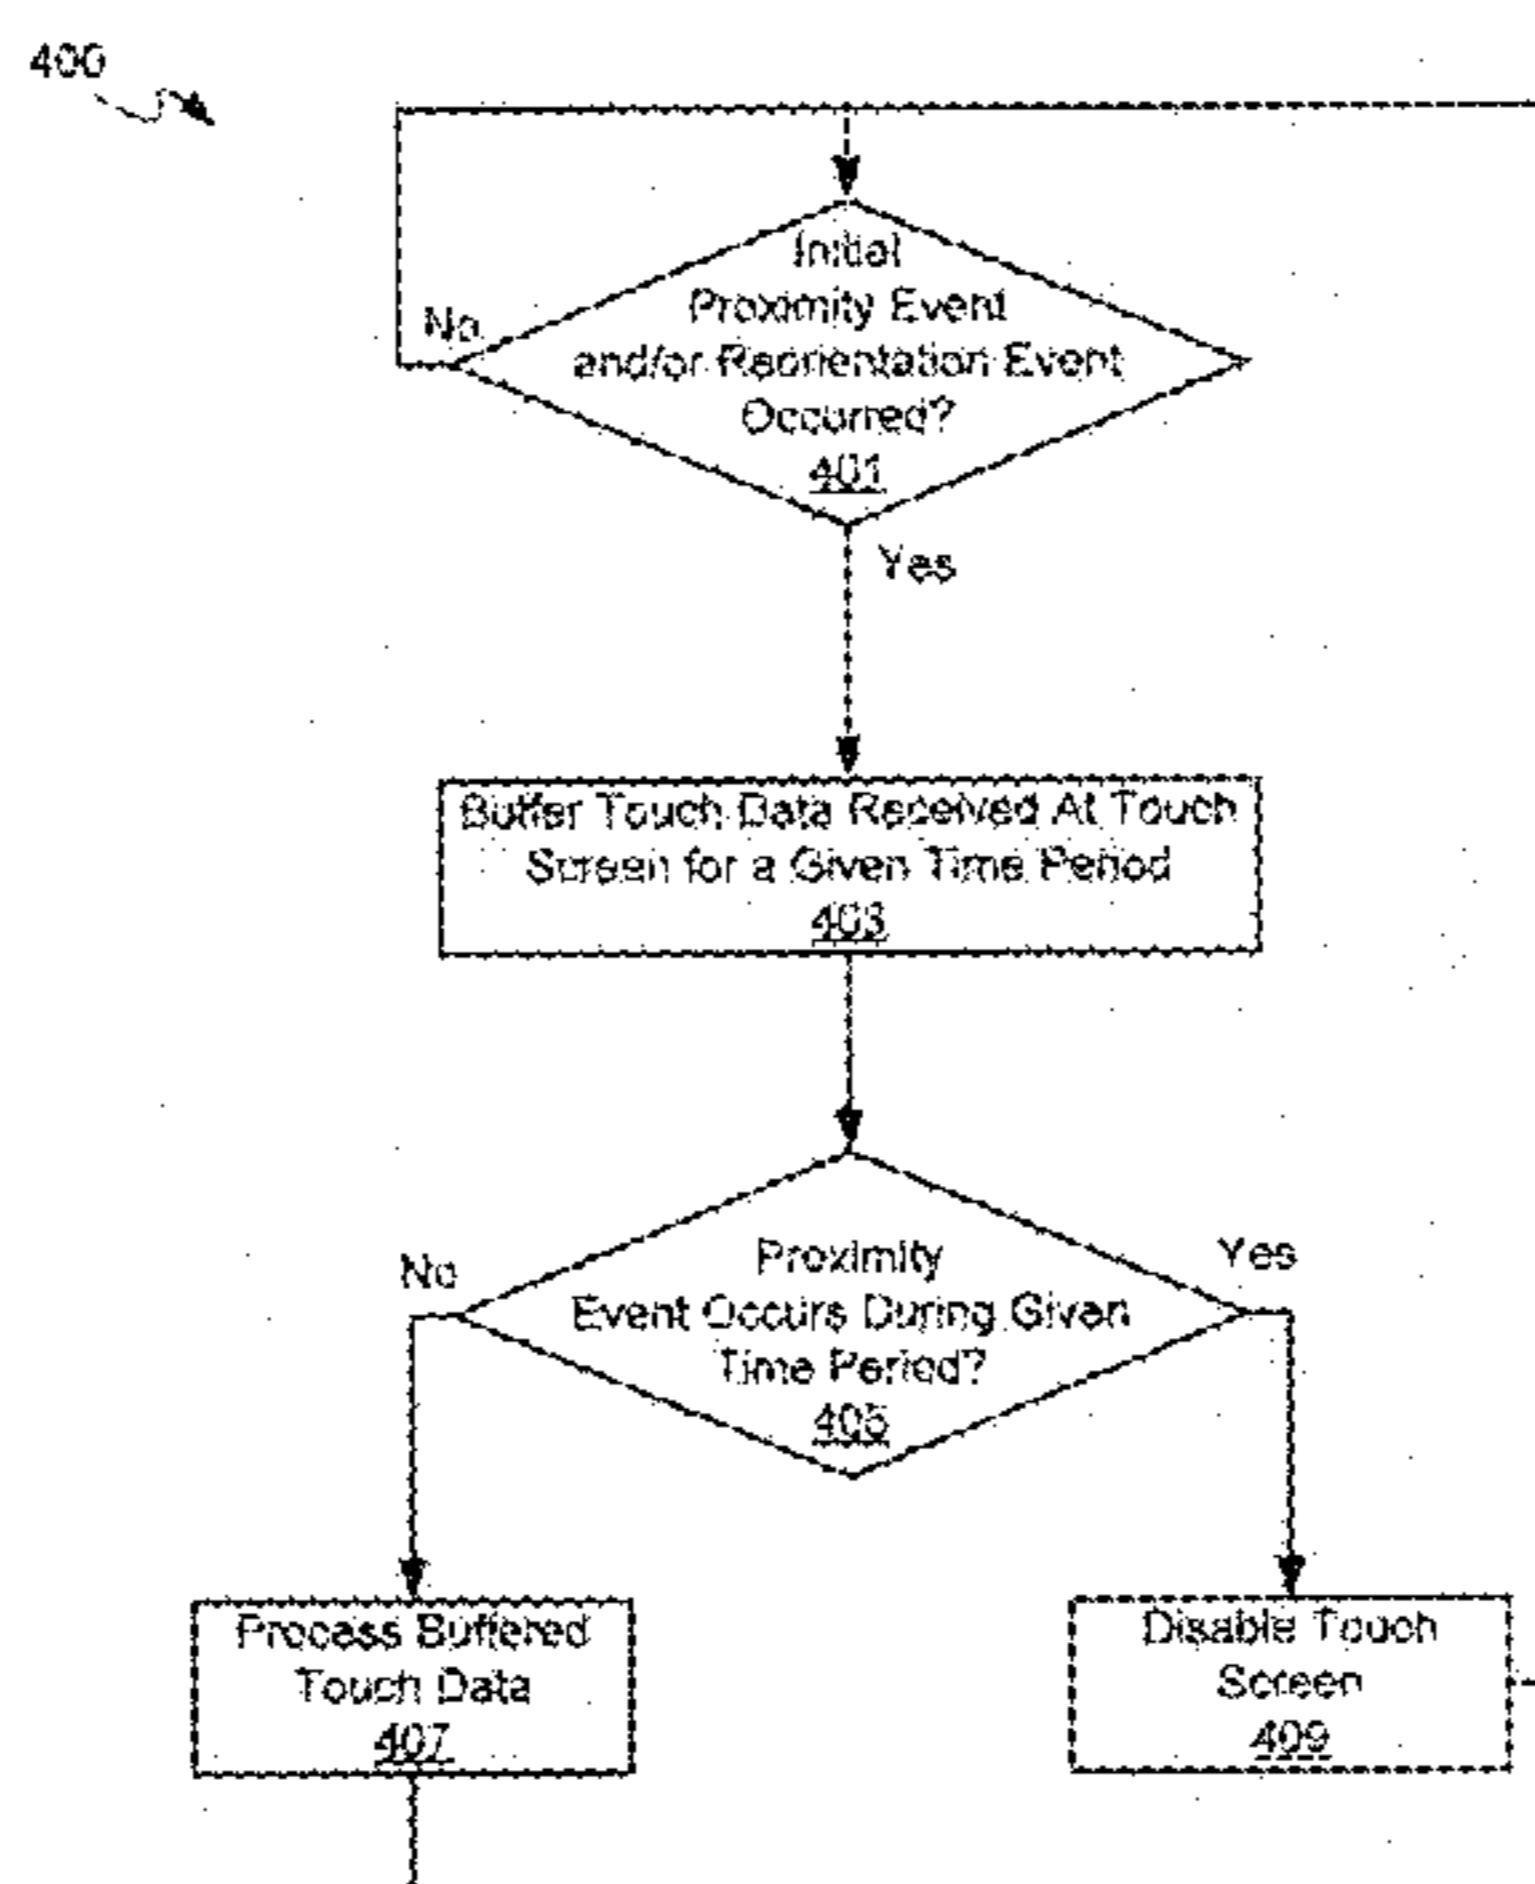 400
Initial
Proximity Event
and/or Reorientation Event
Occurred?
401
No
Yes
Buffer Touch Data Received At Touch
Screen for a Given Time Period
403
Proximity
Event Occurs During Given
Time Period?
405
No
Yes
Process Buffered
Touch Data
407
Disable Touch
Screen
409